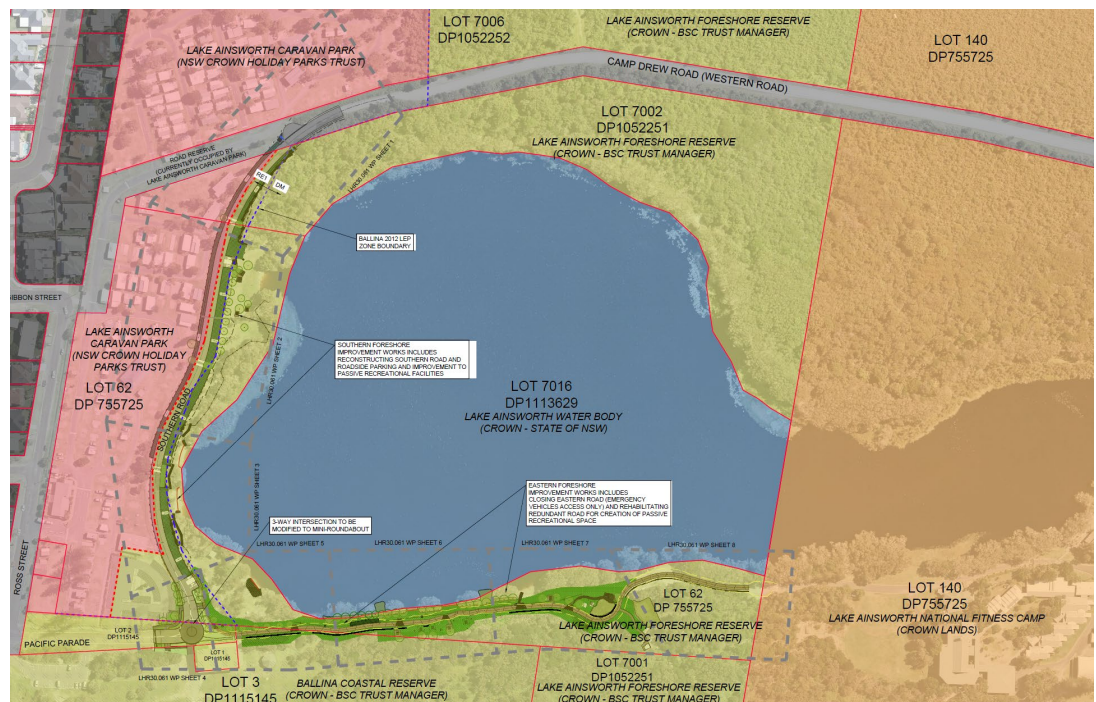 LOT 7006
DP1052252
LAKE AINSWORTH FORESHORE RESERVE
(CROWN - BSC TRUST MANAGER)
LOT 140
DP755725
LAKE AINSWORTH CARAVAN PARK
(NSW CROWN HOLIDAY PARKS TRUST)
CAMP DREW ROAD (WESTERN ROAD)
LOT 7002
DP1052251
LAKE AINSWORTH FORESHORE RESERVE
(CROWN - BSC TRUST MANAGER)
ROAD RESERVE
(CURRENTLY OCCUPIED BY
LAKE AINSWORTH CARAVAN PARK)
LHR30.061 WP SHEET 1
RE1
DM
BALLINA 2012 LEP
ZONE BOUNDARY
GIBBON STREET
LAKE AINSWORTH
CARAVAN PARK
(NSW CROWN HOLIDAY
PARKS TRUST)
LOT 62
DP 755725
SOUTHERN FORESHORE
IMPROVEMENT WORKS INCLUDES
RECONSTRUCTING SOUTHERN ROAD AND
ROADSIDE PARKING AND IMPROVEMENT TO
PASSIVE RECREATIONAL FACILITIES
LHR30.061 WP SHEET 2
LOT 7016
DP1113629
LAKE AINSWORTH WATER BODY
(CROWN - STATE OF NSW)
SOUTHERN ROAD
LHR30.061 WP SHEET 3
EASTERN FORESHORE
IMPROVEMENT WORKS INCLUDES
CLOSING EASTERN ROAD (EMERGENCY
VEHICLES ACCESS ONLY) AND REHABILITATING
REDUNDANT ROAD FOR CREATION OF PASSIVE
RECREATIONAL SPACE
3-WAY INTERSECTION TO BE
MODIFIED TO MINI-ROUNDABOUT
LHR30.061 WP SHEET 5
LHR30.061 WP SHEET 6
LHR30.061 WP SHEET 7
LHR30.061 WP SHEET 8
ROSS STREET
LOT 62
DP 755725
LAKE AINSWORTH FORESHORE RESERVE
(CROWN - BSC TRUST MANAGER)
LOT 140
DP755725
LAKE AINSWORTH NATIONAL FITNESS CAMP
(CROWN LANDS)
LOT 2
DP1115145
PACIFIC PARADE
LOT 1
DP1115145
LHR30.061 WP SHEET 4
LOT 3
DP1115145
BALLINA COASTAL RESERVE
(CROWN - BSC TRUST MANAGER)
LOT 7001
DP1052251
LAKE AINSWORTH FORESHORE RESERVE
(CROWN - BSC TRUST MANAGER)